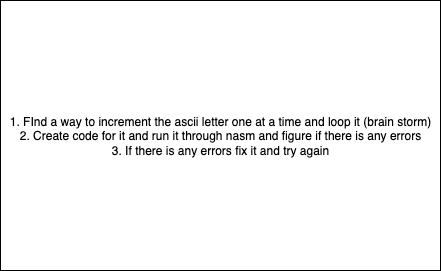 1. FInd a way to increment the ascii letter one at a time and loop it (brain storm)
2. Create code for it and run it through nasm and figure if there is any errors
3. If there is any errors fix it and try again